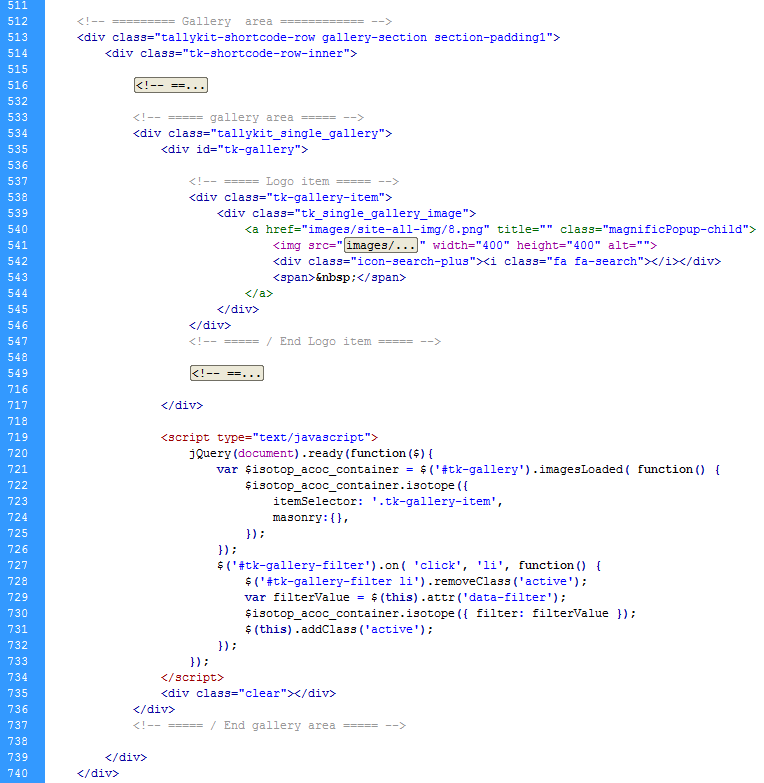 511
512 <!-- ========= Gallery  area ============ -->
513 <div class="tallykit-shortcode-row gallery-section section-padding1">
514 <div class="tk-shortcode-row-inner">
515
516 <!-- ==...
532
533 <!-- ===== gallery area ===== -->
534 <div class="tallykit_single_gallery">
535 <div id="tk-gallery">
536
537 <!-- ===== Logo item ===== -->
538 <div class="tk-gallery-item">
539 <div class="tk_single_gallery_image">
540 <a href="images/site-all-img/8.png" title="" class="magnificPopup-child">
541 <img src="images/..." width="400" height="400" alt="">
542 <div class="icon-search-plus"><i class="fa fa-search"></i></div>
543 <span>&nbsp;</span>
544 </a>
545 </div>
546 </div>
547 <!-- ===== / End Logo item ===== -->
548
549 <!-- ==...
716
717 </div>
718
719 <script type="text/javascript">
720 jQuery(document).ready(function($){
721 var $isotop_acoc_container = $('#tk-gallery').imagesLoaded( function() {
722 $isotop_acoc_container.isotope({
723 itemSelector: '.tk-gallery-item',
724 masonry:{},
725 });
726 });
727 $('#tk-gallery-filter').on( 'click', 'li', function() {
728 $('#tk-gallery-filter li').removeClass('active');
729 var filterValue = $(this).attr('data-filter');
730 $isotop_acoc_container.isotope({ filter: filterValue });
731 $(this).addClass('active');
732 });
733 });
734 </script>
735 <div class="clear"></div>
736 </div>
737 <!-- ===== / End gallery area ===== -->
738
739 </div>
740 </div>